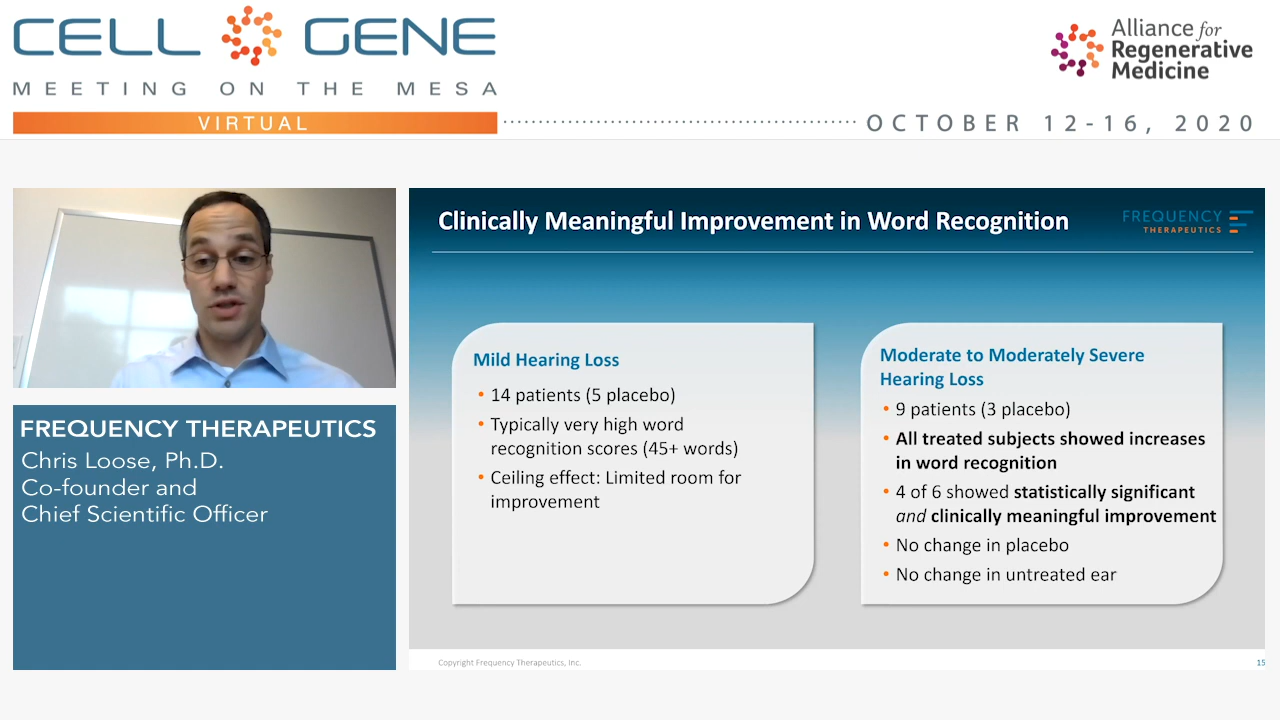 CELL GENE
MEETING ON THE MESA
VIRTUAL
Alliance for
Regenerative
Medicine
OCTOBER 12-16, 2020
FREQUENCY THERAPEUTICS
Chris Loose, Ph.D.
Co-founder and
Chief Scientific Officer
Clinically Meaningful Improvement in Word Recognition
FREQUENCY
THERAPEUTICS
Mild Hearing Loss
• 14 patients (5 placebo)
• Typically very high word
recognition scores (45+ words)
• Ceiling effect: Limited room for
improvement
Moderate to Moderately Severe
Hearing Loss
• 9 patients (3 placebo)
• All treated subjects showed increases
in word recognition
• 4 of 6 showed statistically significant
and clinically meaningful improvement
• No change in placebo
• No change in untreated ear
Copyright Frequency Therapeutics, Inc.
15